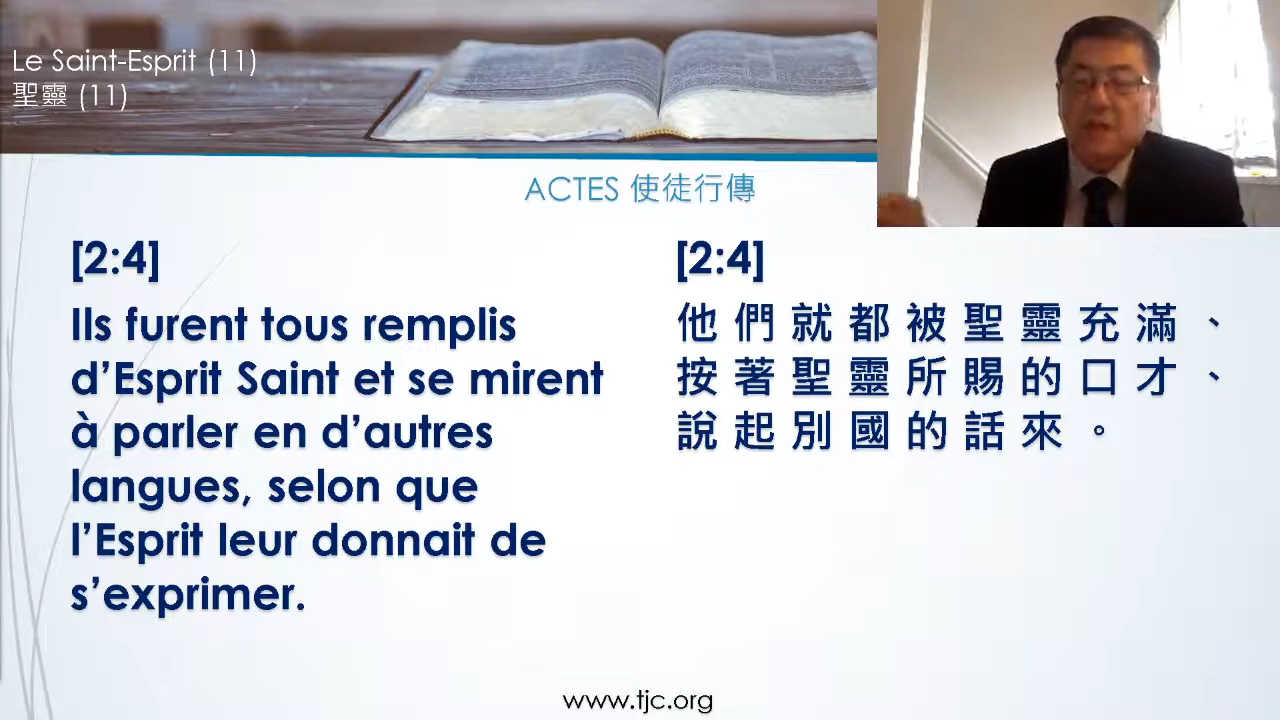 Le Saint-Esprit (11)
聖靈 (11)
ACTES 使徒行傳
[2:4]
Ils furent tous remplis
d’Esprit Saint et se mirent
à parler en d’autres
langues, selon que
l’Esprit leur donnait de
s’exprimer.
[2:4]
他們就都被聖靈充滿、
按著聖靈所賜的口才、
說起別國的話來。
www.tjc.org